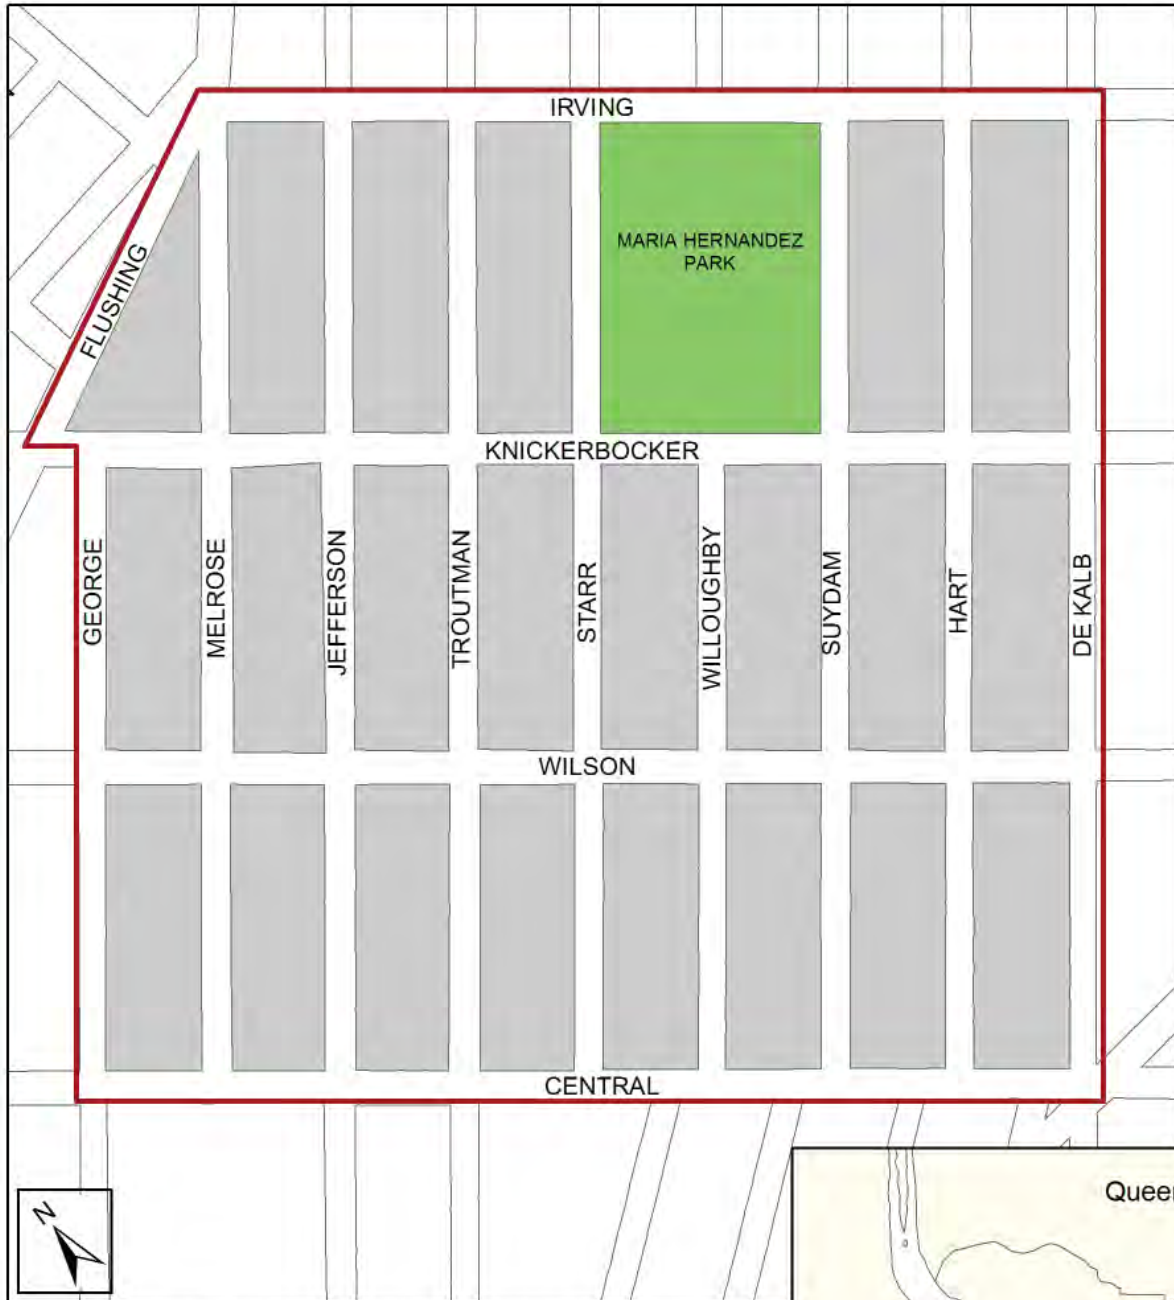 IRVING
MARIA HERNANDEZ
PARK
FLUSHING
KNICKERBOCKER
GEORGE
MELROSE
JEFFERSON
TROUTMAN
STARR
WILLOUGHBY
SUYDAM
HART
DE KALB
WILSON
CENTRAL
N
Queen